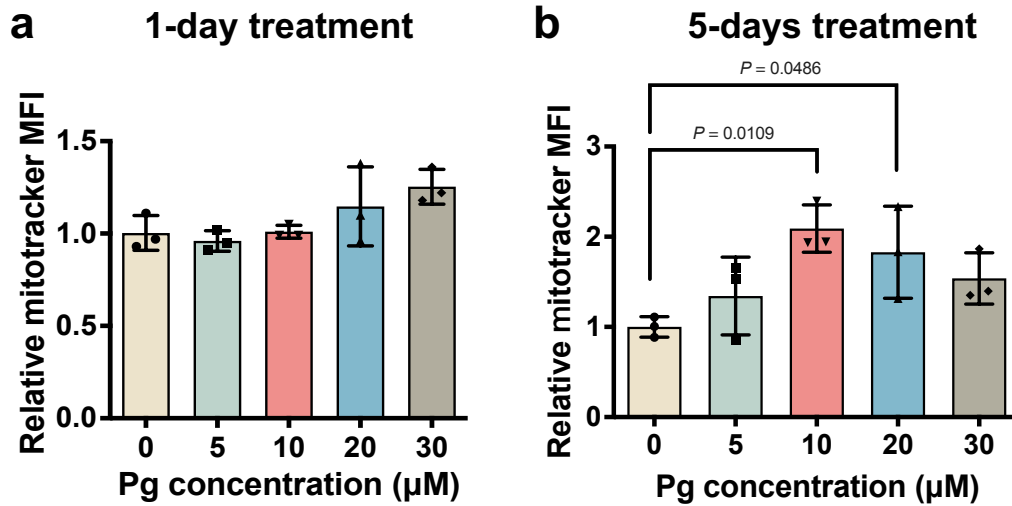 a
1-day treatment
Relative mitotracker MFI
1.5
1.0
0.5
0.0
0 5 10 20 30
Pg concentration (µM)
b
5-days treatment
P = 0.0486
P = 0.0109
Relative mitotracker MFI
3
2
1
0
0 5 10 20 30
Pg concentration (µM)